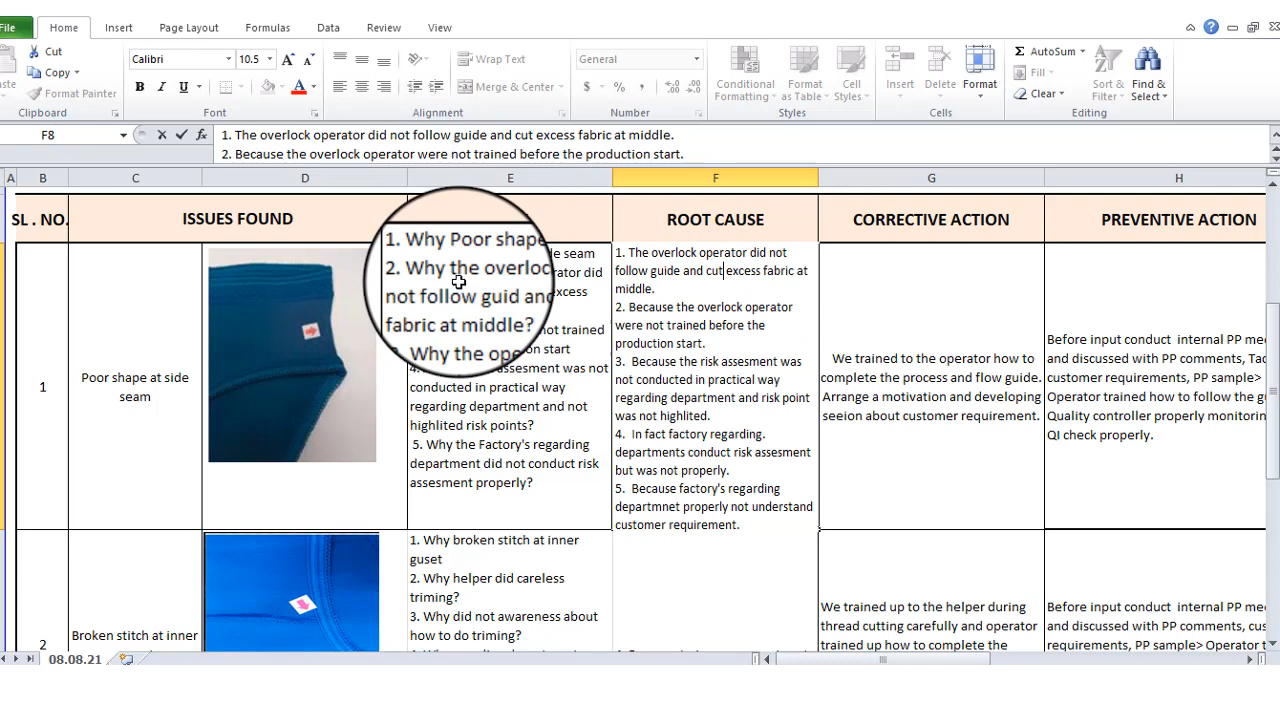 File Home Insert Page Layout Formulas Data Review View
Cut
Copy
Format Painter
Clipboard
Calibri 10.5
B I U
Font
Wrap Text
Merge & Center
Alignment
General
$ % ,
Number
Conditional Formatting
Format as Table
Cell Styles
Styles
Insert Delete Format
Cells
Σ AutoSum
Fill
Clear
Sort & Filter
Find & Select
Editing
F8
fx
1. The overlock operator did not follow guide and cut excess fabric at middle.
2. Because the overlock operator were not trained before the production start.
A B C D E F G H
SL . NO.
ISSUES FOUND
ROOT CAUSE
CORRECTIVE ACTION
PREVENTIVE ACTION
1
Poor shape at side
seam
1. Why Poor shape
2. Why the overloc
not follow guid and
fabric at middle?
Why the ope
seam
did
excess
not trained
start
assesment was not
conducted in practical way
regarding department and not
highlited risk points?
5. Why the Factory's regarding
department did not conduct risk
assesment properly?
1. The overlock operator did not
follow guide and cut excess fabric at
middle.
2. Because the overlock operator
were not trained before the
production start.
3. Because the risk assesment was
not conducted in practical way
regarding department and risk point
was not highlited.
4. In fact factory regarding.
departments conduct risk assesment
but was not properly.
5. Because factory's regarding
departmnet properly not understand
customer requirement.
We trained to the operator how to
complete the process and flow guide.
Arrange a motivation and developing
seeion about customer requirement.
Before input conduct internal PP me
and discussed with PP comments, Tac
customer requirements, PP sample>
Operator trained how to follow the g
Quality controller properly monitorin
QI check properly.
2
Broken stitch at inner
1. Why broken stitch at inner
guset
2. Why helper did careless
triming?
3. Why did not awareness about
how to do triming?
We trained up to the helper during
thread cutting carefully and operator
trained up how to complete the
Before input conduct internal PP me
and discussed with PP comments, cus
requirements, PP sample> Operator t
08.08.21